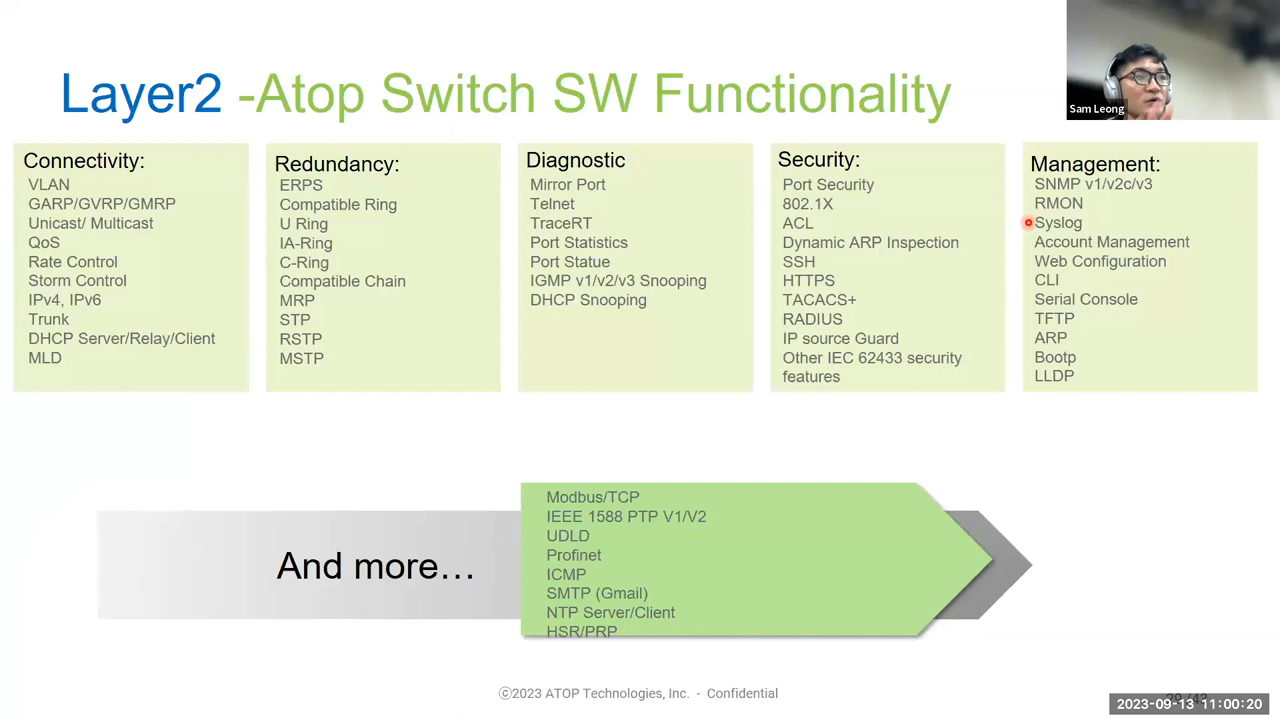 Layer2 -Atop Switch SW Functionality
Sam Leong
Connectivity:
VLAN
GARP/GVRP/GMRP
Unicast/ Multicast
QoS
Rate Control
Storm Control
IPv4, IPv6
Trunk
DHCP Server/Relay/Client
MLD
Redundancy:
ERPS
Compatible Ring
U Ring
IA-Ring
C-Ring
Compatible Chain
MRP
STP
RSTP
MSTP
Diagnostic
Mirror Port
Telnet
TraceRT
Port Statistics
Port Statue
IGMP v1/v2/v3 Snooping
DHCP Snooping
Security:
Port Security
802.1X
ACL
Dynamic ARP Inspection
SSH
HTTPS
TACACS+
RADIUS
IP source Guard
Other IEC 62433 security
features
Management:
SNMP v1/v2c/v3
RMON
Syslog
Account Management
Web Configuration
CLI
Serial Console
TFTP
ARP
Bootp
LLDP
And more…
Modbus/TCP
IEEE 1588 PTP V1/V2
UDLD
Profinet
ICMP
SMTP (Gmail)
NTP Server/Client
HSR/PRP
ⓒ2023 ATOP Technologies, Inc. - Confidential
2023-09-13 11:00:20